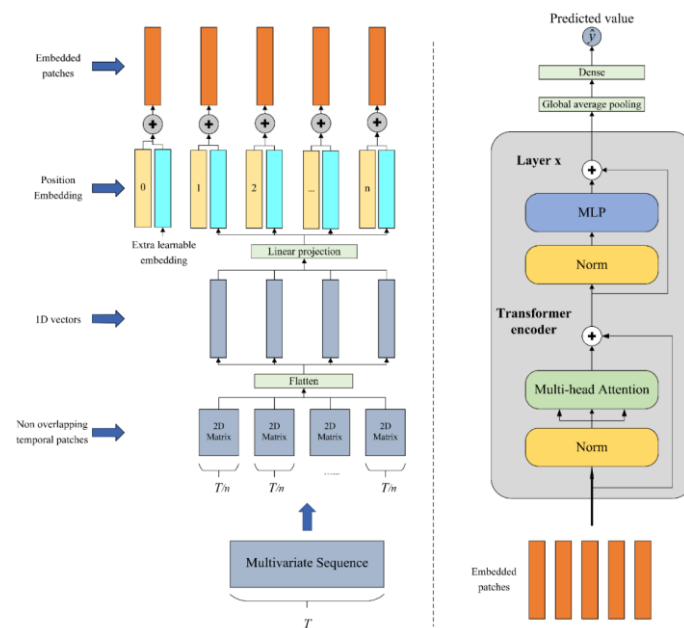 Embedded
patches
Position
Embedding
0
1
2
...
n
Extra learnable
embedding
Linear projection
1D vectors
Flatten
Non overlapping
temporal patches
2D
Matrix
2D
Matrix
2D
Matrix
2D
Matrix
T/n
T/n
......
T/n
Multivariate Sequence
T
Predicted value
ŷ
Dense
Global average pooling
Layer x
MLP
Norm
Transformer
encoder
Multi-head Attention
Norm
Embedded
patches